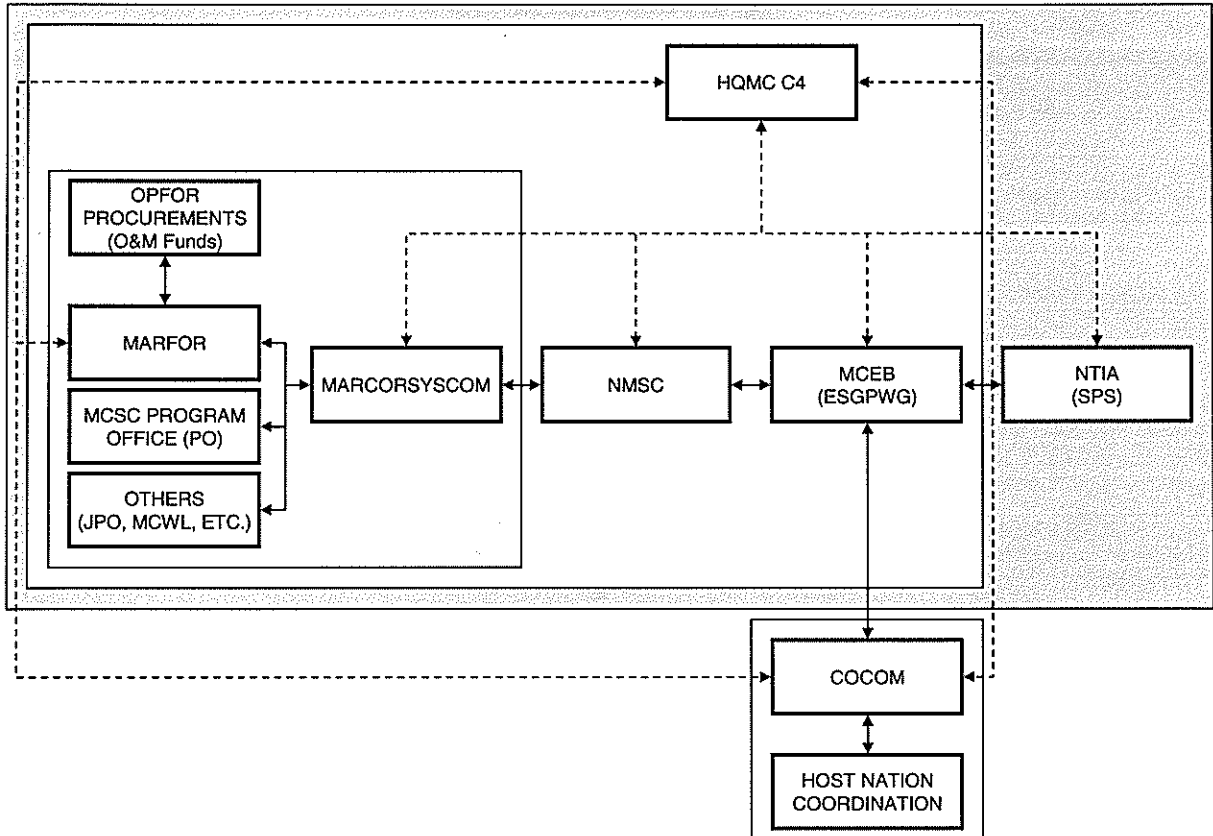 HQMC C4
OPFOR
PROCUREMENTS
(O&M Funds)
MARFOR
MCSC PROGRAM
OFFICE (PO)
OTHERS
(JPO, MCWL, ETC.)
MARCORSYSCOM
NMSC
MCEB
(ESGPWG)
NTIA
(SPS)
COCOM
HOST NATION
COORDINATION